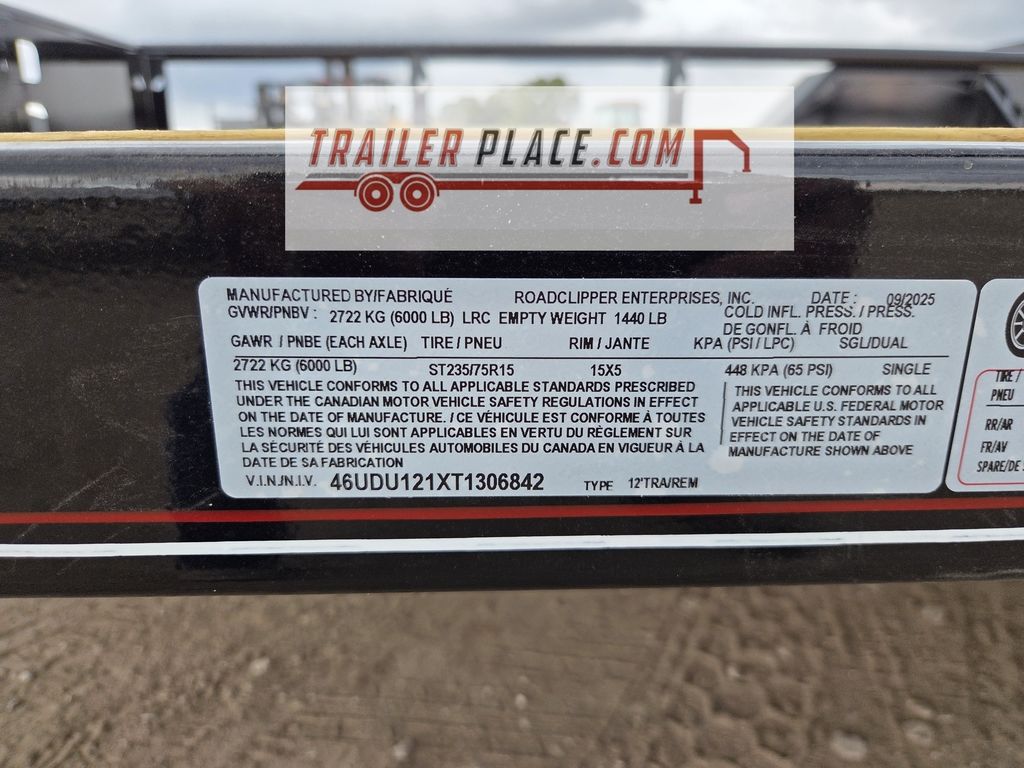 TRAILER PLACE.COM
MANUFACTURED BY/FABRIQUÉ ROADCLIPPER ENTERPRISES, INC. DATE : 09/2025
GVWR/PNBV : 2722 KG (6000 LB) LRC EMPTY WEIGHT 1440 LB COLD INFL. PRESS. / PRESS.
DE GONFL. À FROID
GAWR / PNBE (EACH AXLE) TIRE / PNEU RIM / JANTE KPA (PSI / LPC) SGL/DUAL
2722 KG (6000 LB) ST235/75R15 15X5 448 KPA (65 PSI) SINGLE
THIS VEHICLE CONFORMS TO ALL APPLICABLE STANDARDS PRESCRIBED
UNDER THE CANADIAN MOTOR VEHICLE SAFETY REGULATIONS IN EFFECT
ON THE DATE OF MANUFACTURE. / CE VÉHICULE EST CONFORME À TOUTES
LES NORMES QUI LUI SONT APPLICABLES EN VERTU DU RÈGLEMENT SUR
LA SÉCURITÉ DES VÉHICULES AUTOMOBILES DU CANADA EN VIGUEUR À LA
DATE DE SA FABRICATION
THIS VEHICLE CONFORMS TO ALL
APPLICABLE U.S. FEDERAL MOTOR
VEHICLE SAFETY STANDARDS IN
EFFECT ON THE DATE OF
MANUFACTURE SHOWN ABOVE
V.I.N./N.I.V. 46UDU121XT1306842 TYPE 12'TRA/REM
TIRE /
PNEU
RR/AR
FR/AV
SPARE/DE